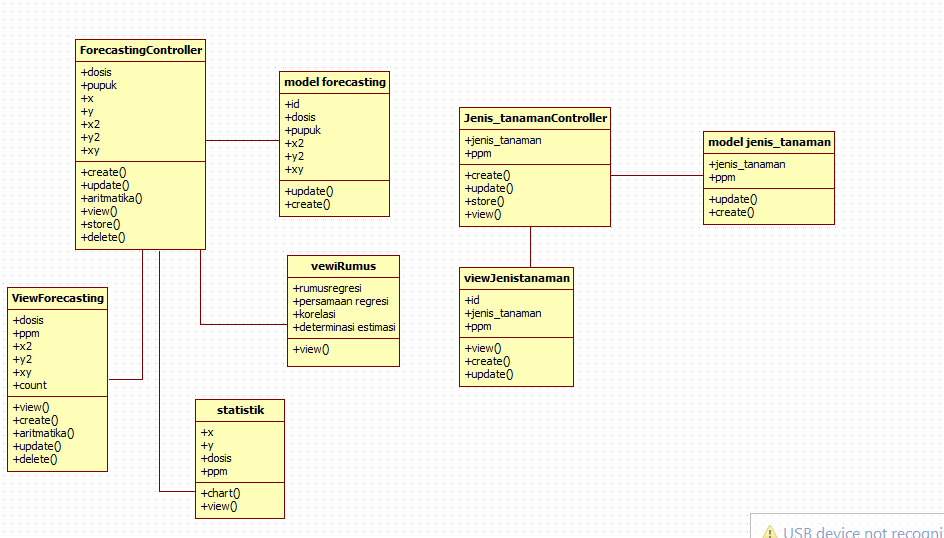 ForecastingController
+dosis
+pupuk
+x
+y
+x2
+y2
+xy
+create()
+update()
+aritmatika()
+view()
+store()
+delete()
model forecasting
+id
+dosis
+pupuk
+x2
+y2
+xy
+update()
+create()
Jenis_tanamanController
+jenis_tanaman
+ppm
+create()
+update()
+store()
+view()
model jenis_tanaman
+jenis_tanaman
+ppm
+update()
+create()
vewiRumus
+rumusregresi
+persamaan regresi
+korelasi
+determinasi estimasi
+view()
viewJenistanaman
+id
+jenis_tanaman
+ppm
+view()
+create()
+update()
ViewForecasting
+dosis
+ppm
+x2
+y2
+xy
+count
+view()
+create()
+aritmatika()
+update()
+delete()
statistik
+x
+y
+dosis
+ppm
+chart()
+view()
USB device not recogni